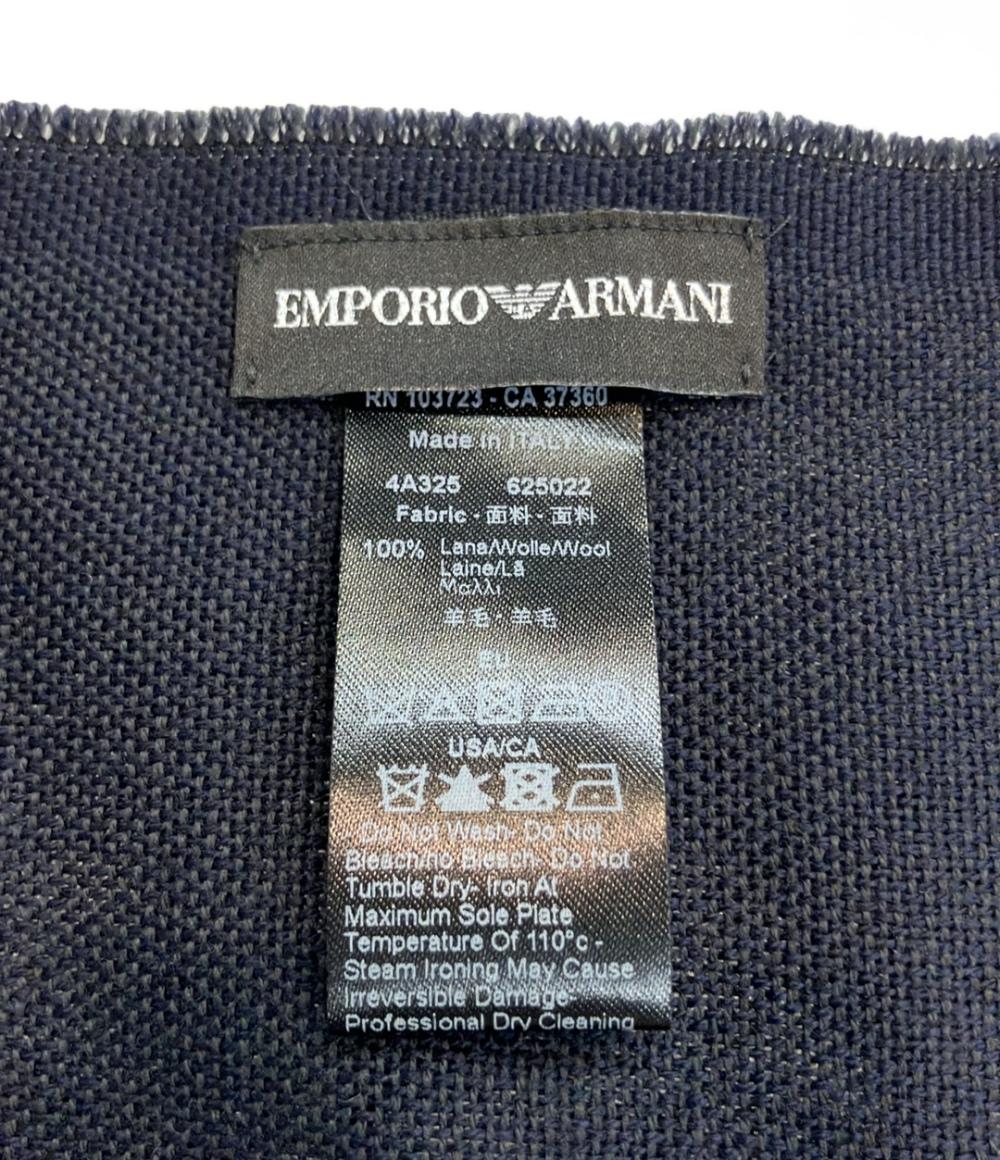 EMPORIO ARMANI
RN 103723 - CA 37360
Made in ITALY
4A325 625022
Fabric - 面料 - 面料
100% Lana/Wolle/Wool
Laine/Lã
Μαλλι
羊毛 - 羊毛
EU
USA/CA
Do Not Wash- Do Not
Bleach/no Bleach- Do Not
Tumble Dry- Iron At
Maximum Sole Plate
Temperature Of 110°c -
Steam Ironing May Cause
Irreversible Damage-
Professional Dry Cleaning